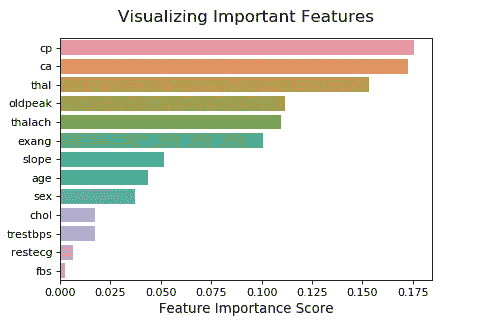 Visualizing Important Features
cp
ca
thal
oldpeak
thalach
exang
slope
age
sex
chol
trestbps
restecg
fbs
0.000 0.025 0.050 0.075 0.100 0.125 0.150 0.175
Feature Importance Score